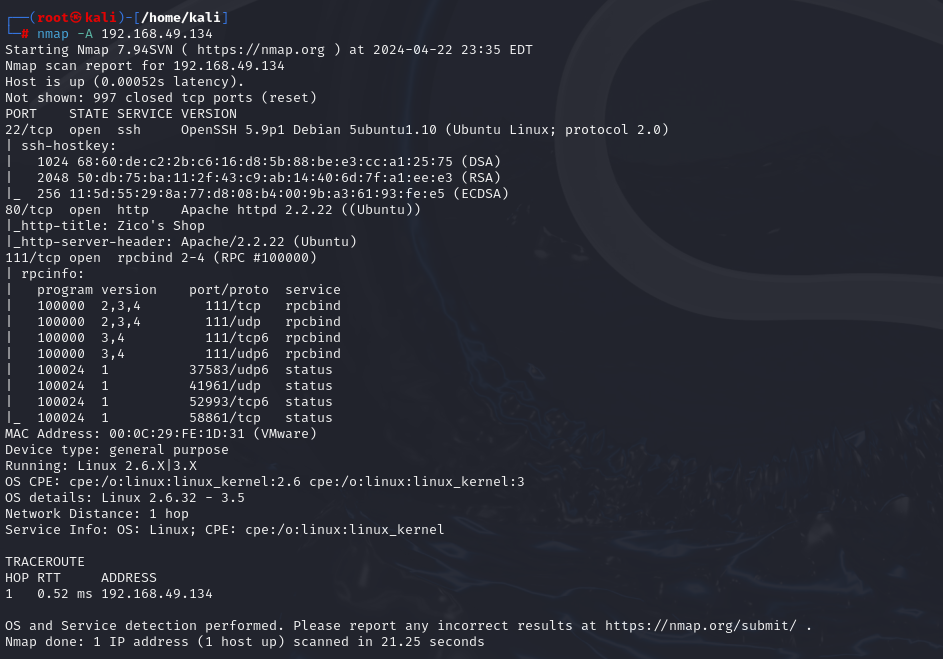 ┌──(root㉿kali)-[/home/kali]
└─# nmap -A 192.168.49.134
Starting Nmap 7.94SVN ( https://nmap.org ) at 2024-04-22 23:35 EDT
Nmap scan report for 192.168.49.134
Host is up (0.00052s latency).
Not shown: 997 closed tcp ports (reset)
PORT    STATE SERVICE VERSION
22/tcp  open  ssh     OpenSSH 5.9p1 Debian 5ubuntu1.10 (Ubuntu Linux; protocol 2.0)
| ssh-hostkey:
|   1024 68:60:de:c2:2b:c6:16:d8:5b:88:be:e3:cc:a1:25:75 (DSA)
|   2048 50:db:75:ba:11:2f:43:c9:ab:14:40:6d:7f:a1:ee:e3 (RSA)
|_  256 11:5d:55:29:8a:77:d8:08:b4:00:9b:a3:61:93:fe:e5 (ECDSA)
80/tcp  open  http    Apache httpd 2.2.22 ((Ubuntu))
|_http-title: Zico's Shop
|_http-server-header: Apache/2.2.22 (Ubuntu)
111/tcp open  rpcbind 2-4 (RPC #100000)
| rpcinfo:
|   program version    port/proto  service
|   100000  2,3,4        111/tcp   rpcbind
|   100000  2,3,4        111/udp   rpcbind
|   100000  3,4          111/tcp6  rpcbind
|   100000  3,4          111/udp6  rpcbind
|   100024  1          37583/udp6  status
|   100024  1          41961/udp   status
|   100024  1          52993/tcp6  status
|_  100024  1          58861/tcp   status
MAC Address: 00:0C:29:FE:1D:31 (VMware)
Device type: general purpose
Running: Linux 2.6.X|3.X
OS CPE: cpe:/o:linux:linux_kernel:2.6 cpe:/o:linux:linux_kernel:3
OS details: Linux 2.6.32 - 3.5
Network Distance: 1 hop
Service Info: OS: Linux; CPE: cpe:/o:linux:linux_kernel

TRACEROUTE
HOP RTT     ADDRESS
1   0.52 ms 192.168.49.134

OS and Service detection performed. Please report any incorrect results at https://nmap.org/submit/ .
Nmap done: 1 IP address (1 host up) scanned in 21.25 seconds